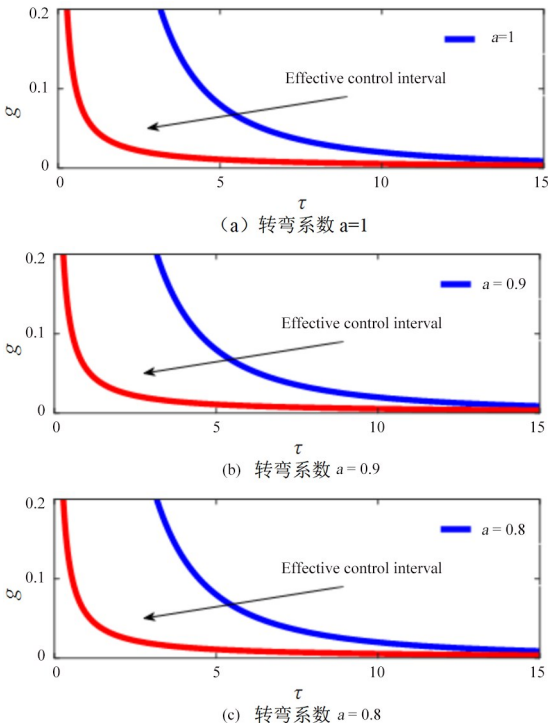 0.2
a=1
Effective control interval
0.1
g
0
0 5 10 15
τ
（a）转弯系数 a=1
0.2
a = 0.9
Effective control interval
0.1
g
0
0 5 10 15
τ
(b) 转弯系数 a = 0.9
0.2
a = 0.8
Effective control interval
0.1
g
0
0 5 10 15
τ
(c) 转弯系数 a = 0.8